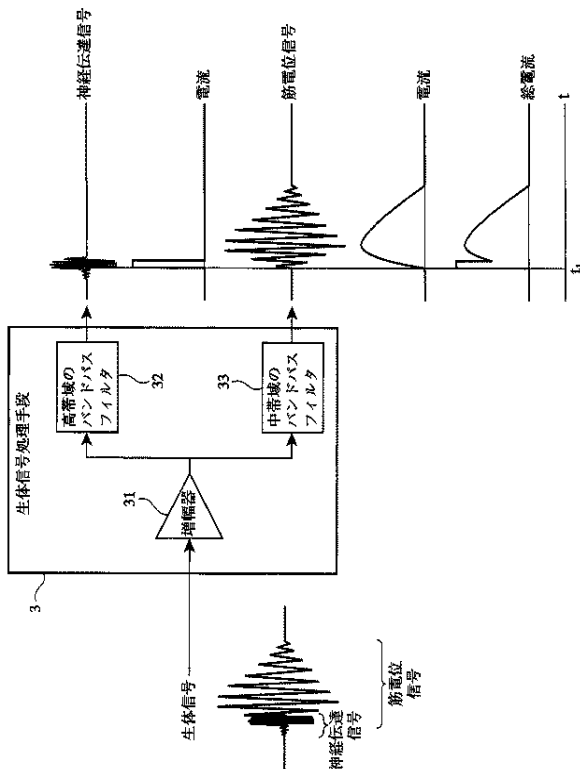 生体信号
神経伝達
信号
筋電位
信号
3
生体信号処理手段
31
増幅器
高帯域の
バンドパス
フィルタ
32
中帯域の
バンドパス
フィルタ
33
神経伝達信号
電流
筋電位信号
電流
総電流
t₁
t